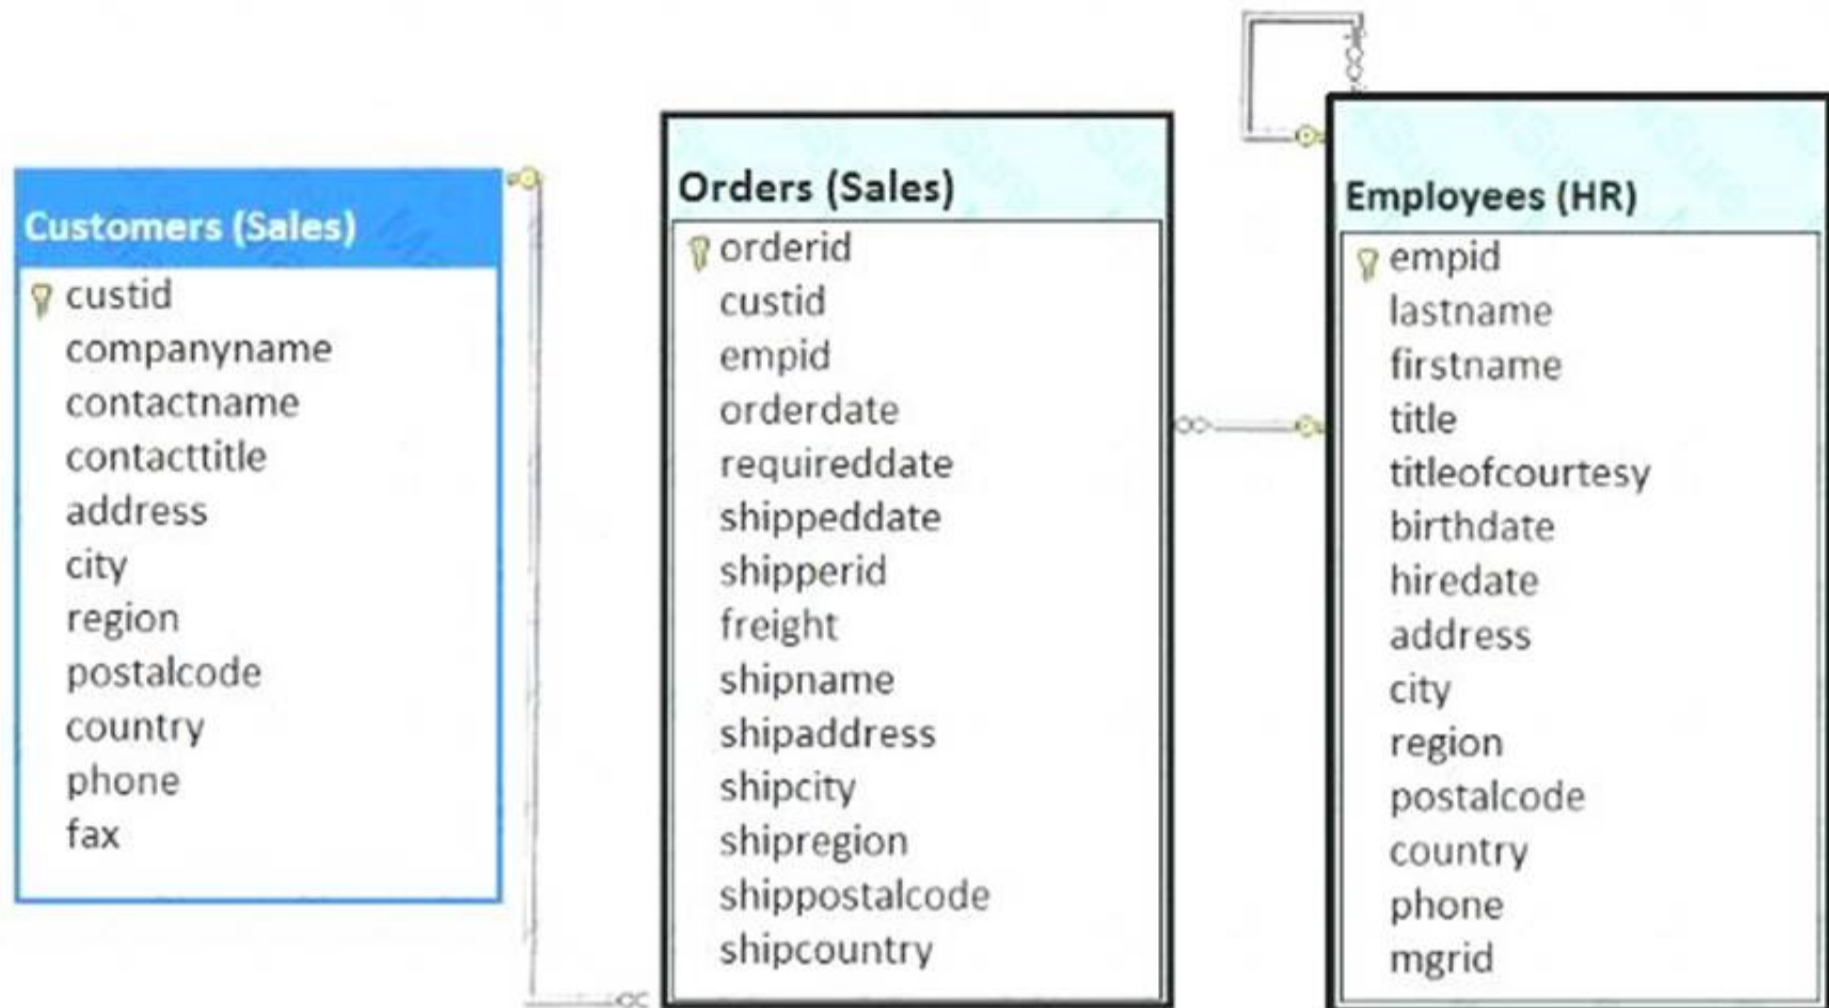 Customers (Sales)
custid
companyname
contactname
contacttitle
address
city
region
postalcode
country
phone
fax
Orders (Sales)
orderid
custid
empid
orderdate
requireddate
shippeddate
shipperid
freight
shipname
shipaddress
shipcity
shipregion
shippostalcode
shipcountry
Employees (HR)
empid
lastname
firstname
title
titleofcourtesy
birthdate
hiredate
address
city
region
postalcode
country
phone
mgrid